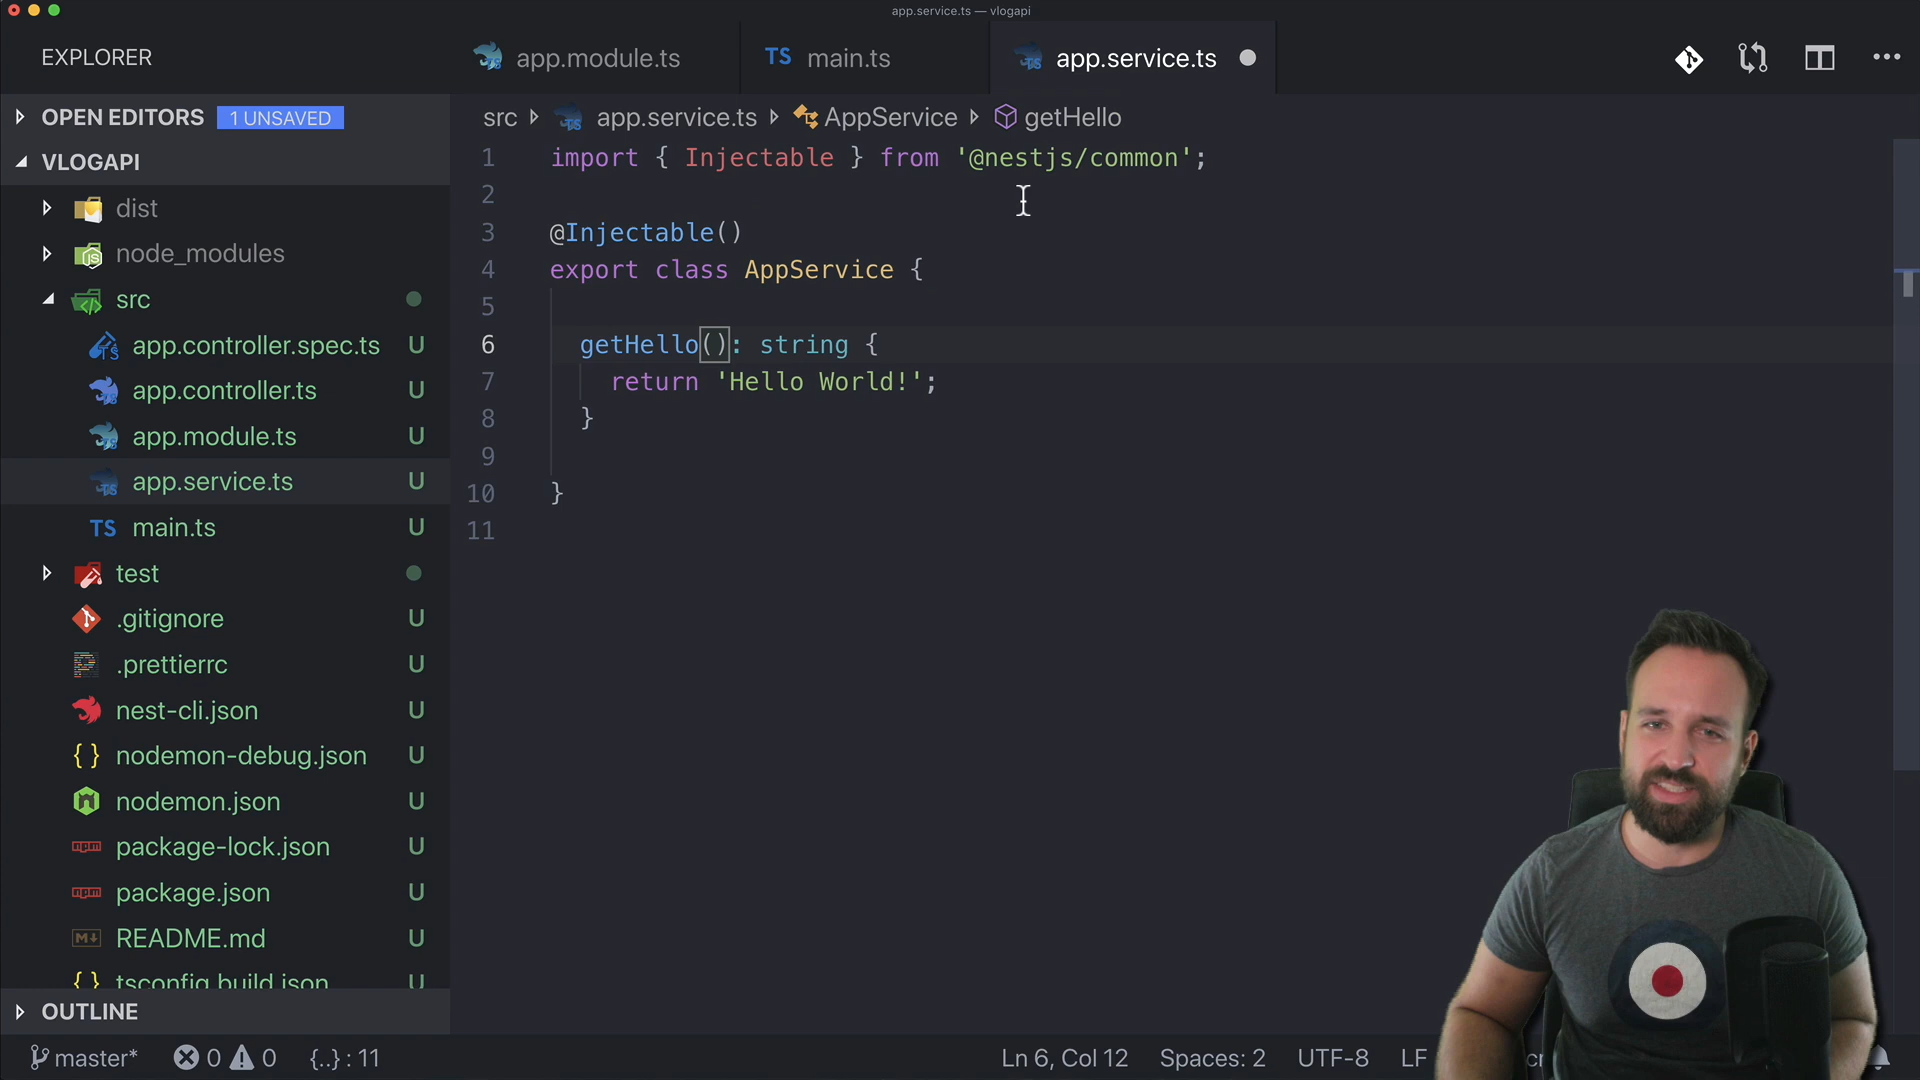 app.service.ts — vlogapi
EXPLORER
app.module.ts
TS main.ts
app.service.ts
OPEN EDITORS 1 UNSAVED
src app.service.ts AppService getHello
VLOGAPI
dist
node_modules
src
app.controller.spec.ts U
app.controller.ts U
app.module.ts U
app.service.ts U
TS main.ts U
test
.gitignore U
.prettierrc U
nest-cli.json U
{ } nodemon-debug.json U
nodemon.json U
package-lock.json U
package.json U
README.md U
{ } tsconfig.build.json U
OUTLINE
1 import { Injectable } from '@nestjs/common';
2
3 @Injectable()
4 export class AppService {
5
6 getHello(): string {
7 return 'Hello World!';
8 }
9
10 }
11
master* 0 0 {..} : 11 Ln 6, Col 12 Spaces: 2 UTF-8 LF